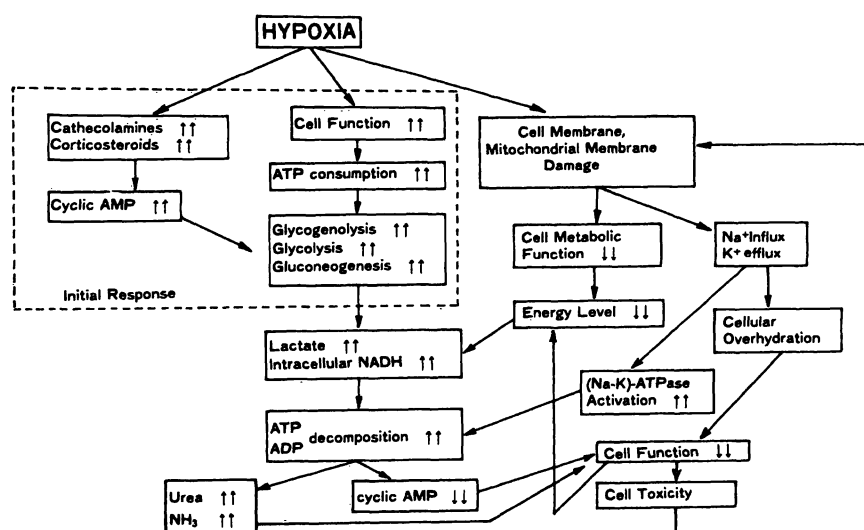 HYPOXIA
Cathecolamines ↑↑
Corticosteroids ↑↑
Cell Function ↑↑
Cell Membrane,
Mitochondrial Membrane
Damage
ATP consumption ↑↑
Cyclic AMP ↑↑
Glycogenolysis ↑↑
Glycolysis ↑↑
Gluconeogenesis ↑↑
Initial Response
Cell Metabolic
Function ↓↓
Na⁺Influx
K⁺efflux
Energy Level ↓↓
Cellular
Overhydration
Lactate ↑↑
Intracellular NADH ↑↑
(Na-K)-ATPase
Activation ↑↑
ATP
ADP decomposition ↑↑
Cell Function ↓↓
Urea ↑↑
NH₃ ↑↑
cyclic AMP ↓↓
Cell Toxicity